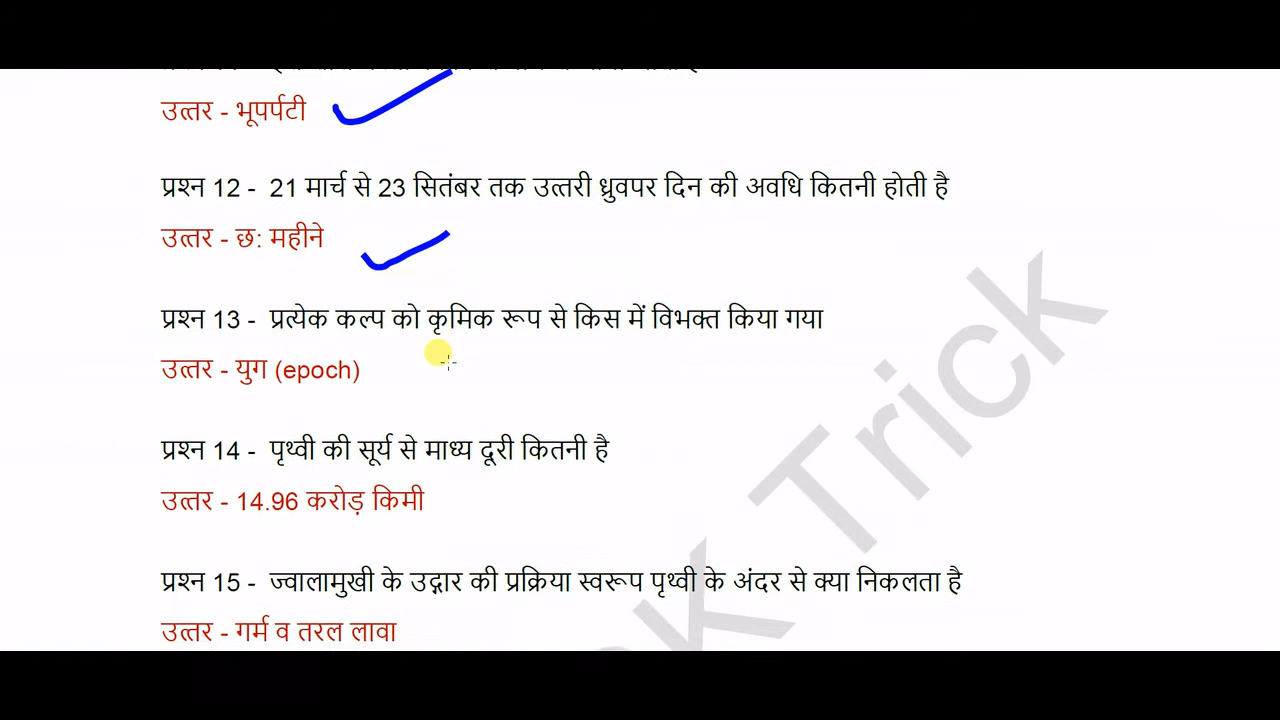 उत्तर - भूपर्पटी
प्रश्न 12 - 21 मार्च से 23 सितंबर तक उत्तरी ध्रुवपर दिन की अवधि कितनी होती है
उत्तर - छ: महीने
प्रश्न 13 - प्रत्येक कल्प को कृमिक रूप से किस में विभक्त किया गया
उत्तर - युग (epoch)
प्रश्न 14 - पृथ्वी की सूर्य से माध्य दूरी कितनी है
उत्तर - 14.96 करोड़ किमी
प्रश्न 15 - ज्वालामुखी के उद्गार की प्रक्रिया स्वरूप पृथ्वी के अंदर से क्या निकलता है
उत्तर - गर्म व तरल लावा
Trick